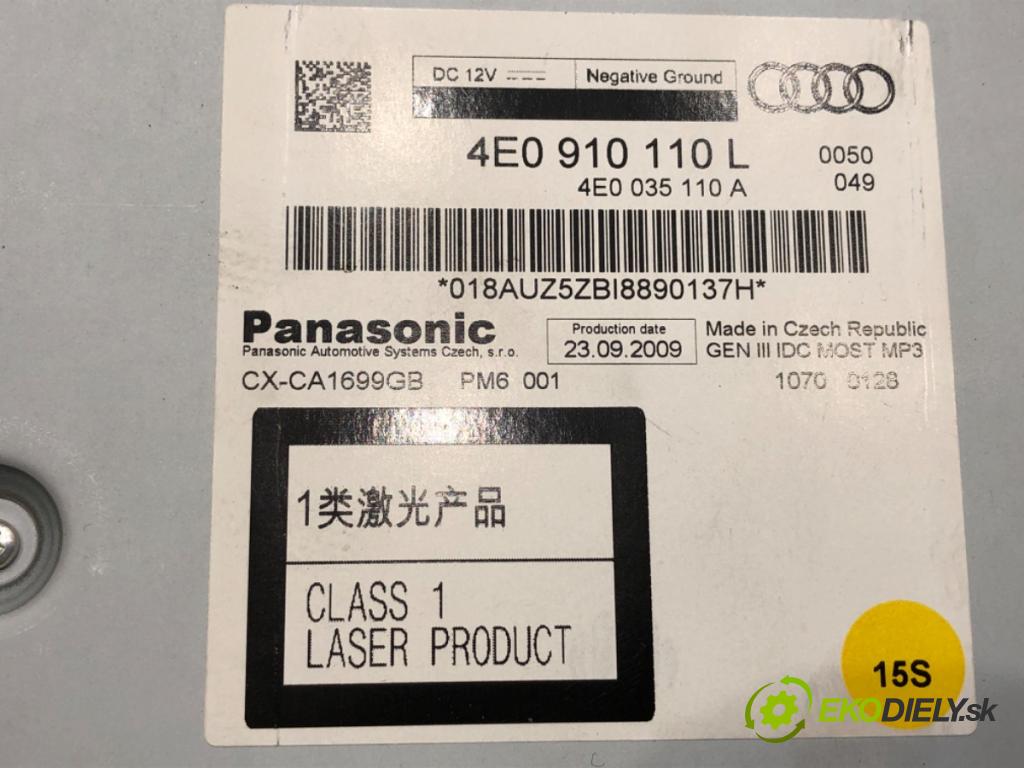 DC 12V Negative Ground
4E0 910 110 L 0050
4E0 035 110 A 049
*018AUZ5ZBI8890137H*
Panasonic
Panasonic Automotive Systems Czech, s.r.o.
Production date
23.09.2009
Made in Czech Republic
GEN III IDC MOST MP3
CX-CA1699GB PM6 001 1070 0128
1类激光产品
CLASS 1
LASER PRODUCT
15S
EKODIELY.sk